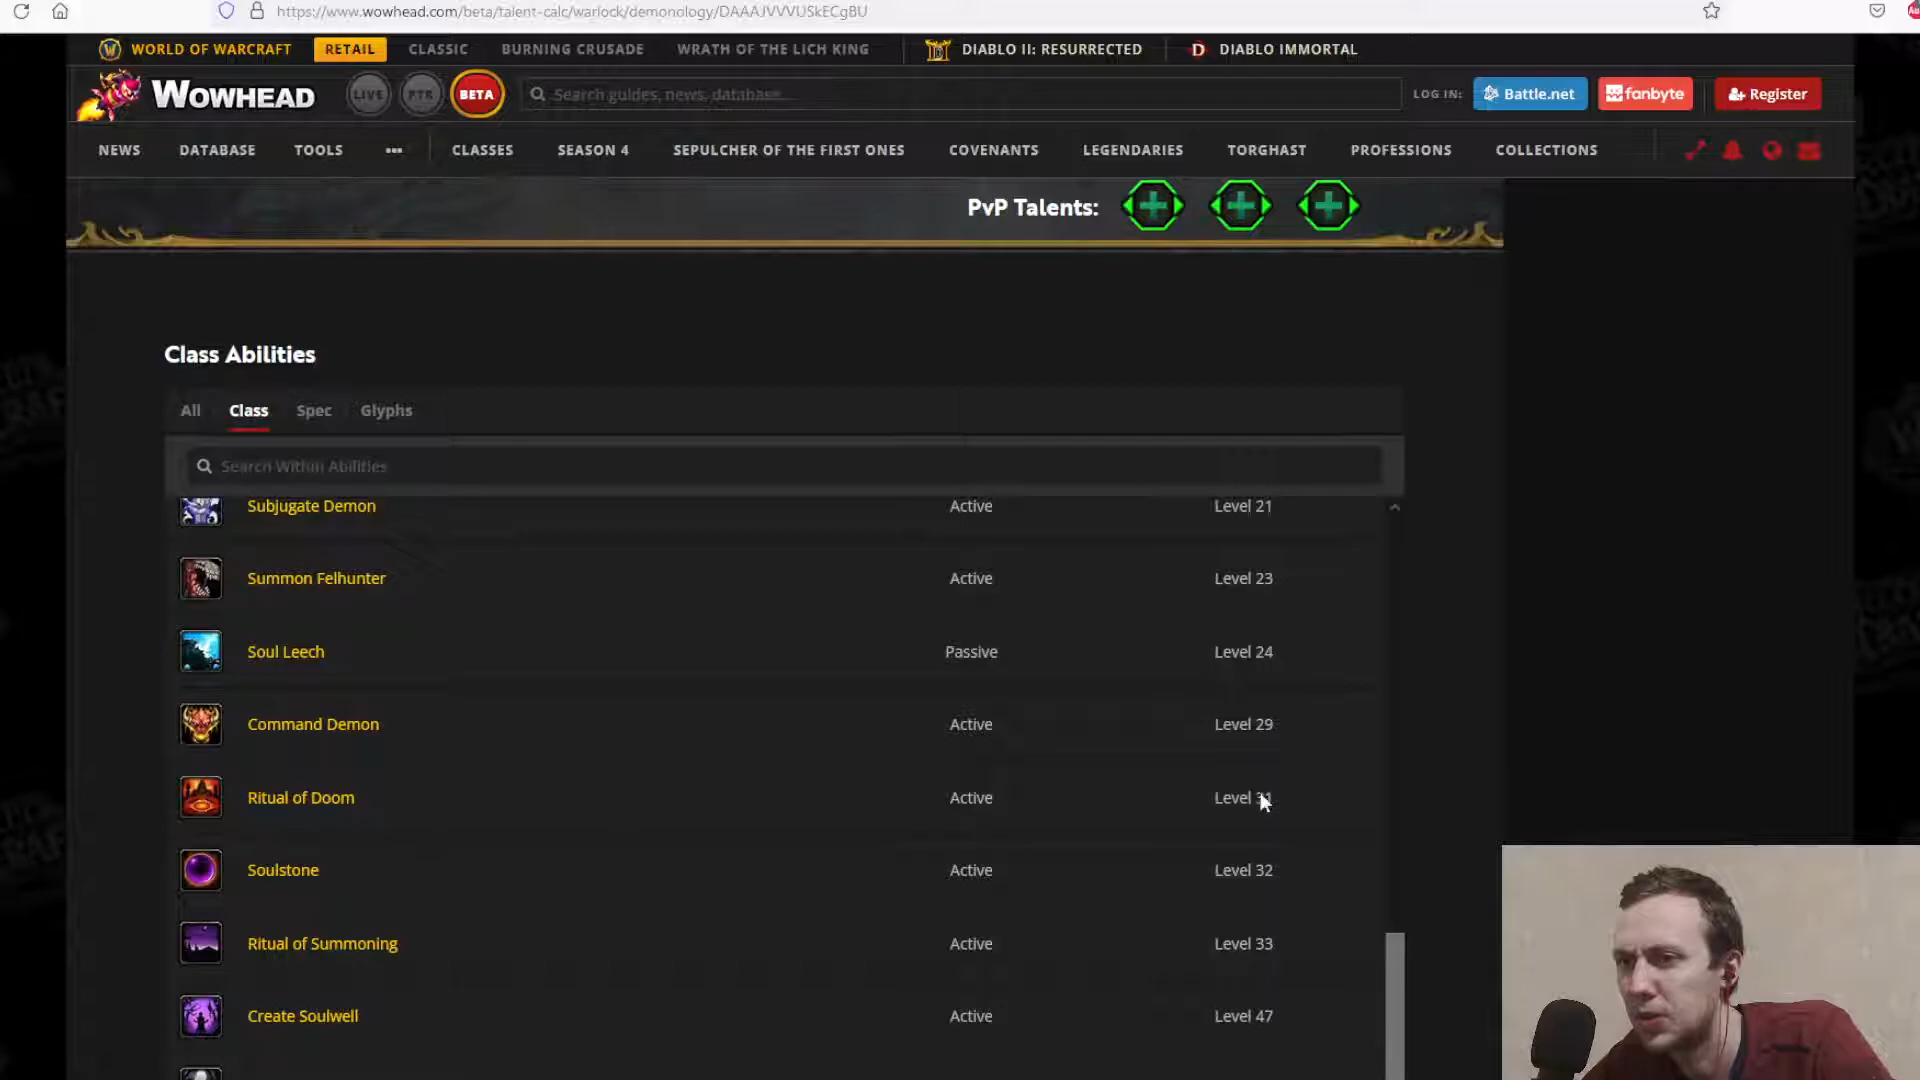 https://www.wowhead.com/beta/talent-calc/warlock/demonology/DAAAJVVVUSkECgBU
WORLD OF WARCRAFT RETAIL CLASSIC BURNING CRUSADE WRATH OF THE LICH KING DIABLO II: RESURRECTED DIABLO IMMORTAL
WOWHEAD LIVE PTR BETA Search guides, news, database... LOG IN: Battle.net fanbyte Register
NEWS DATABASE TOOLS ••• CLASSES SEASON 4 SEPULCHER OF THE FIRST ONES COVENANTS LEGENDARIES TORGHAST PROFESSIONS COLLECTIONS
PvP Talents:
Class Abilities
All Class Spec Glyphs
Search Within Abilities
Subjugate Demon Active Level 21
Summon Felhunter Active Level 23
Soul Leech Passive Level 24
Command Demon Active Level 29
Ritual of Doom Active Level 31
Soulstone Active Level 32
Ritual of Summoning Active Level 33
Create Soulwell Active Level 47